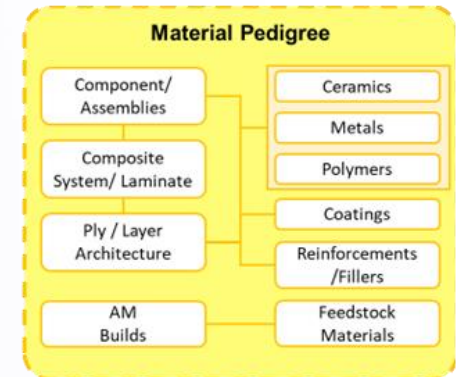 Material Pedigree
Component/
Assemblies
Composite
System/ Laminate
Ply / Layer
Architecture
AM
Builds
Ceramics
Metals
Polymers
Coatings
Reinforcements
/Fillers
Feedstock
Materials